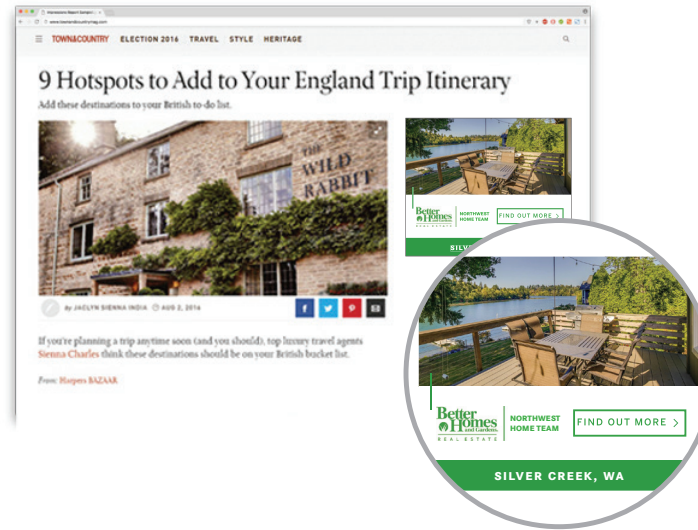 www.townandcountrymag.com
TOWN&COUNTRY ELECTION 2016 TRAVEL STYLE HERITAGE
9 Hotspots to Add to Your England Trip Itinerary
Add these destinations to your British to-do list.
THE
WILD
RABBIT
by JACLYN SIENNA INDIA AUG 2, 2016
If you're planning a trip anytime soon (and you should), top luxury travel agents
Sienna Charles think these destinations should be on your British bucket list.
From: Harpers BAZAAR
Better
Homes
and Gardens
REAL ESTATE
NORTHWEST
HOME TEAM
FIND OUT MORE >
Better
Homes
and Gardens
REAL ESTATE
NORTHWEST
HOME TEAM
FIND OUT MORE >
SILVER CREEK, WA